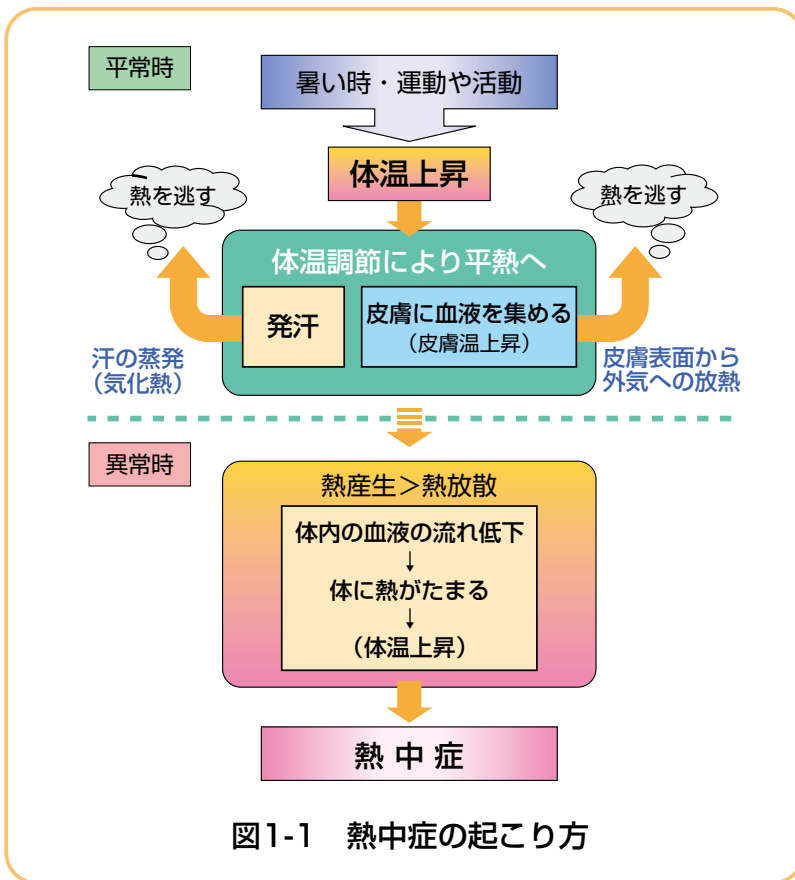 平常時
暑い時・運動や活動
体温上昇
熱を逃す
熱を逃す
体温調節により平熱へ
発汗
皮膚に血液を集める
（皮膚温上昇）
汗の蒸発
（気化熱）
皮膚表面から
外気への放熱
異常時
熱産生＞熱放散
体内の血液の流れ低下
↓
体に熱がたまる
↓
（体温上昇）
熱中症
図1-1　熱中症の起こり方